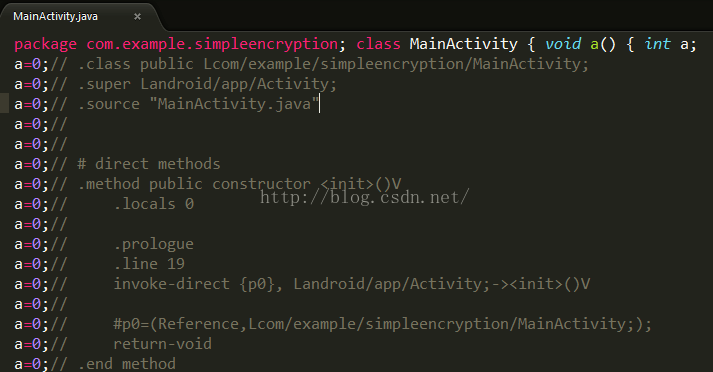 MainActivity.java ×
package com.example.simpleencryption; class MainActivity { void a() { int a;
a=0;// .class public Lcom/example/simpleencryption/MainActivity;
a=0;// .super Landroid/app/Activity;
a=0;// .source "MainActivity.java"
a=0;//
a=0;//
a=0;// # direct methods
a=0;// .method public constructor <init>()V
a=0;//     .locals 0
http://blog.csdn.net/
a=0;//
a=0;//     .prologue
a=0;//     .line 19
a=0;//     invoke-direct {p0}, Landroid/app/Activity;-><init>()V
a=0;//
a=0;//     #p0=(Reference,Lcom/example/simpleencryption/MainActivity;);
a=0;//     return-void
a=0;// .end method